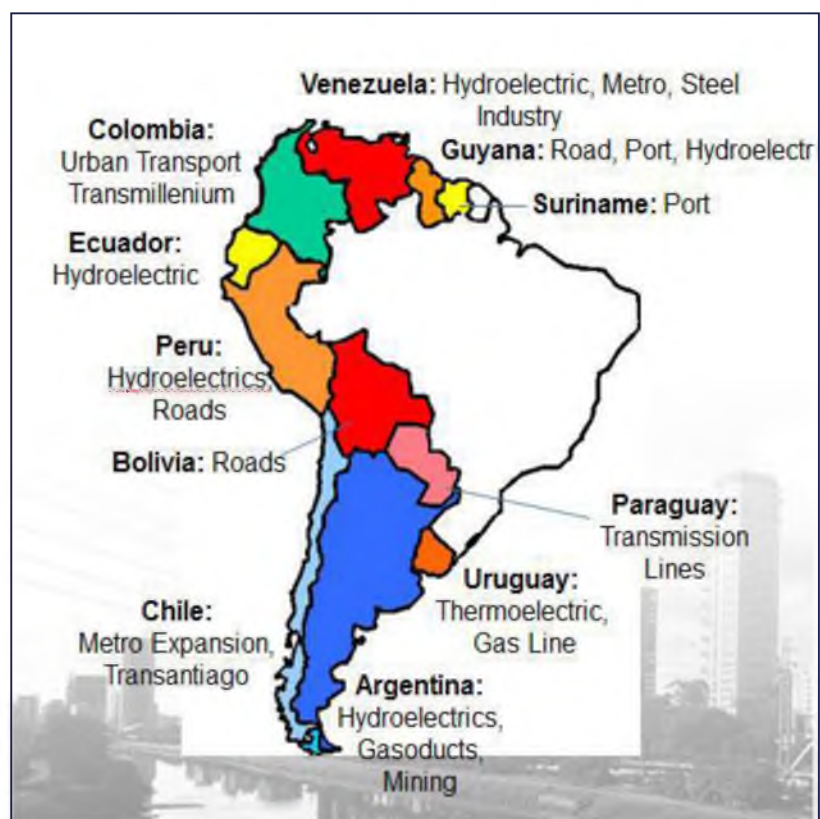 Venezuela: Hydroelectric, Metro, Steel
Industry
Colombia:
Urban Transport
Transmillenium
Guyana: Road, Port, Hydroelectr
Suriname: Port
Ecuador:
Hydroelectric
Peru:
Hydroelectrics,
Roads
Bolivia: Roads
Paraguay:
Transmission
Lines
Uruguay:
Thermoelectric,
Gas Line
Chile:
Metro Expansion,
Transantiago
Argentina:
Hydroelectrics,
Gasoducts,
Mining